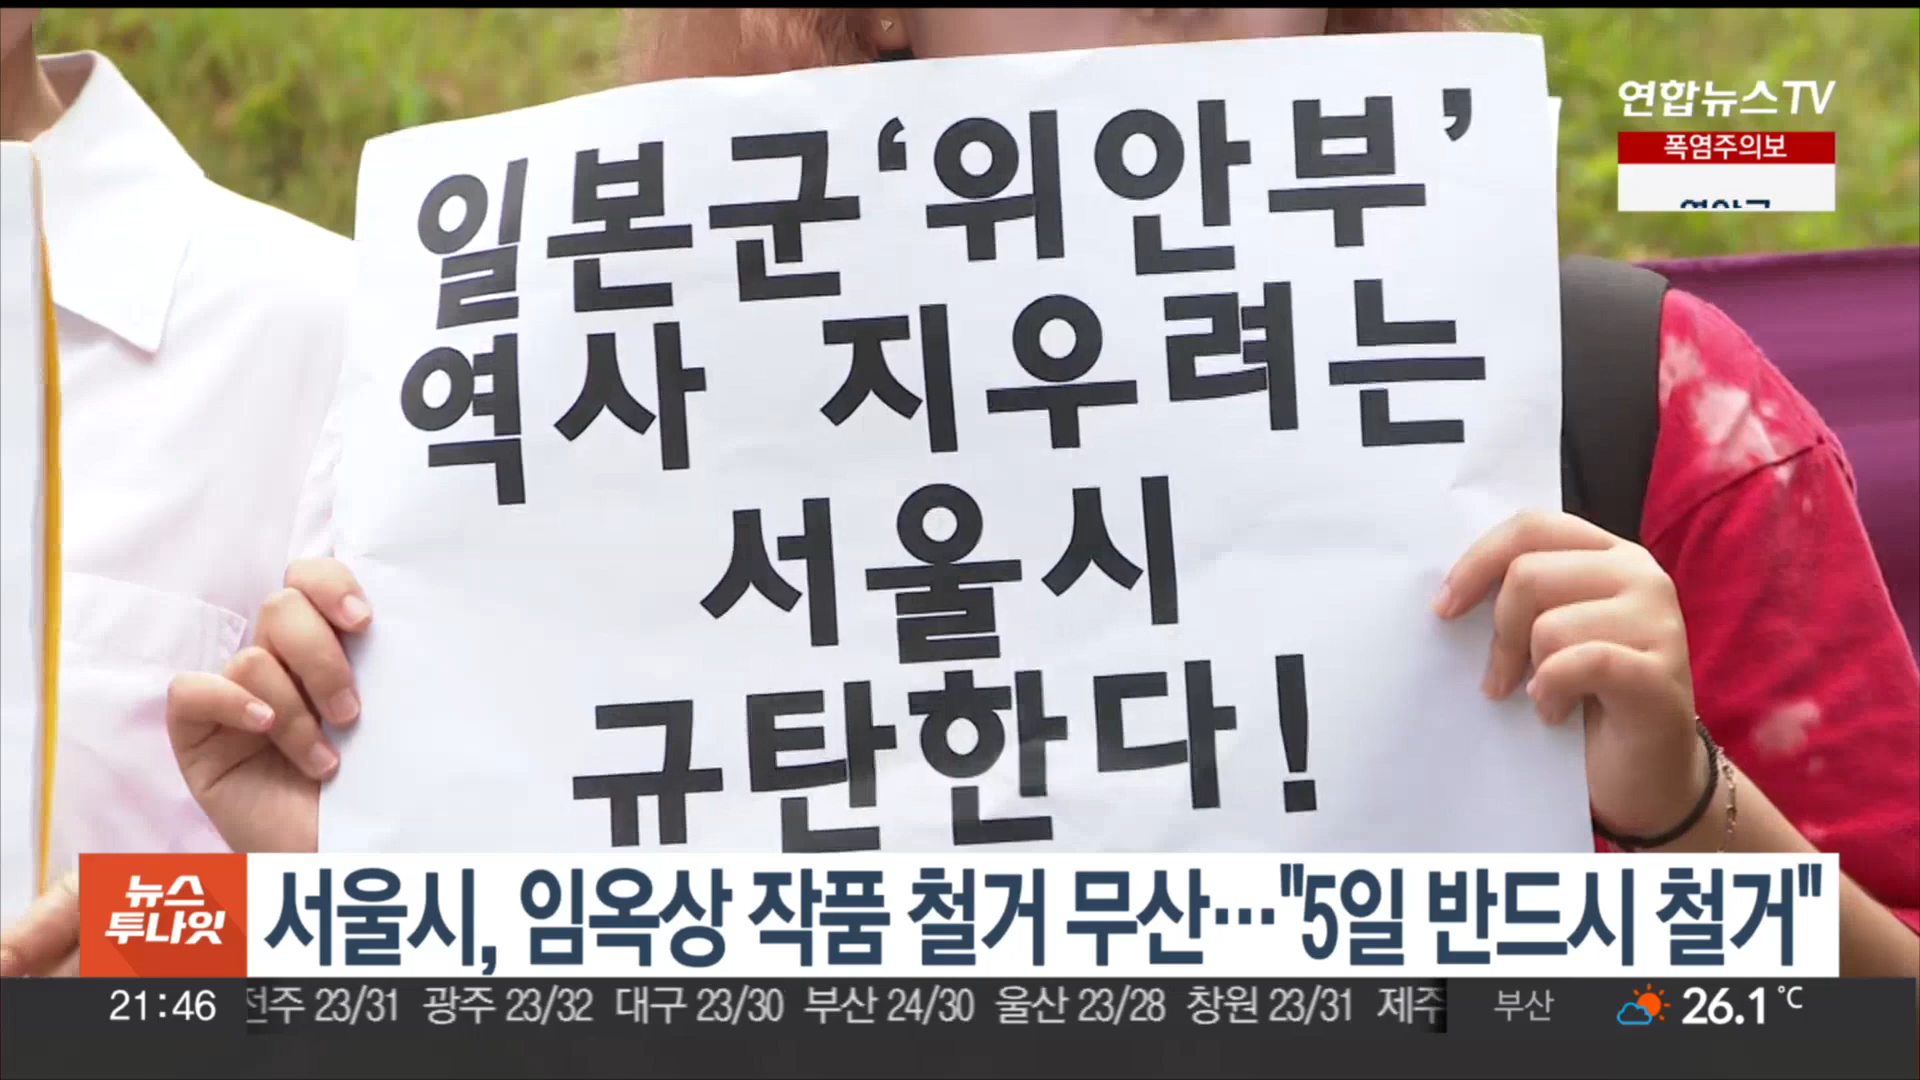 일본군 ‘위안부’
역사 지우려는
서울시
규탄한다!
연합뉴스TV
폭염주의보
뉴스
투나잇
서울시, 임옥상 작품 철거 무산…"5일 반드시 철거"
21:46
전주 23/31 광주 23/32 대구 23/30 부산 24/30 울산 23/28 창원 23/31 제주
부산 26.1℃